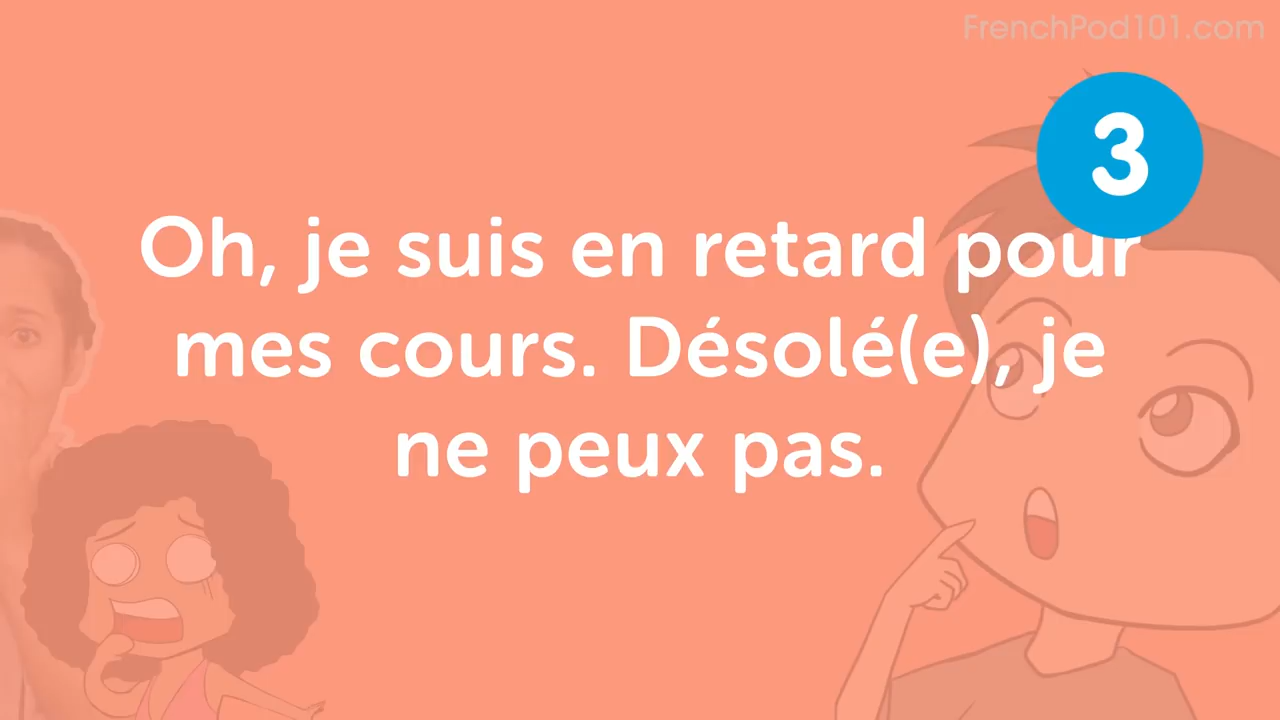 FrenchPod101.com
3
Oh, je suis en retard pour
mes cours. Désolé(e), je
ne peux pas.